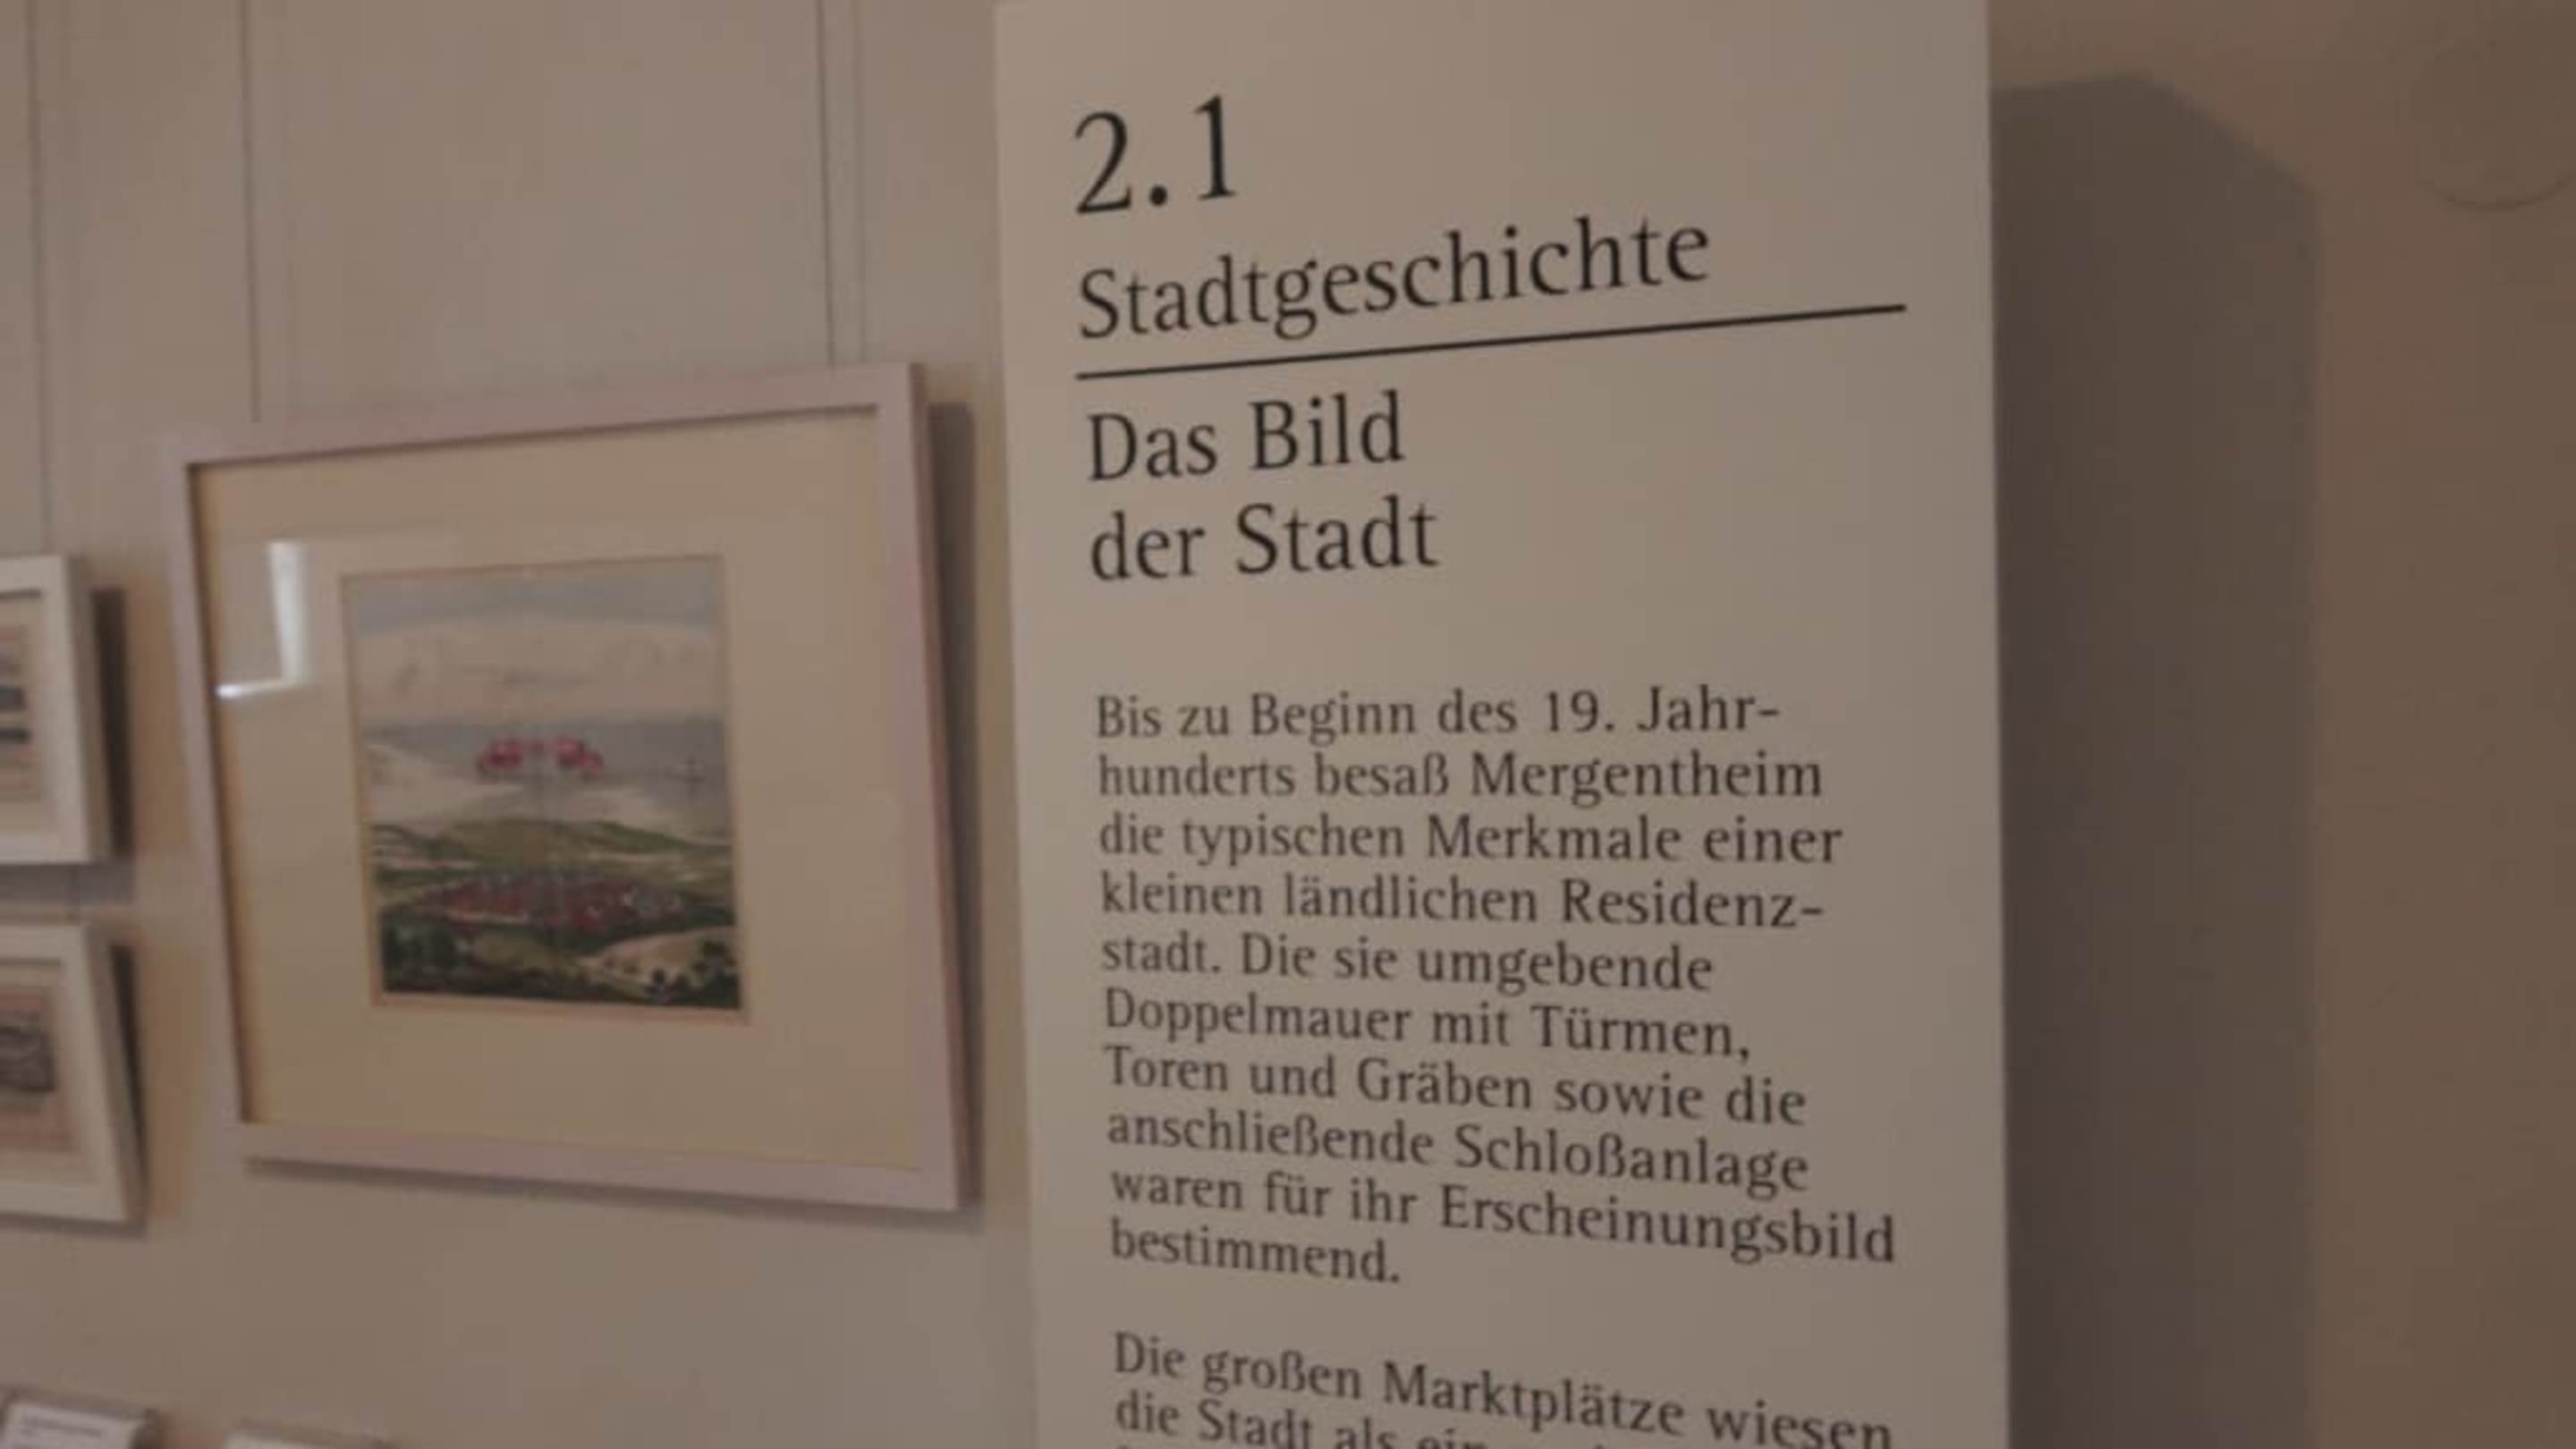 2.1
Stadtgeschichte
Das Bild
der Stadt
Bis zu Beginn des 19. Jahr-
hunderts besaß Mergentheim
die typischen Merkmale einer
kleinen ländlichen Residenz-
stadt. Die sie umgebende
Doppelmauer mit Türmen,
Toren und Gräben sowie die
anschließende Schloßanlage
waren für ihr Erscheinungsbild
bestimmend.
Die großen Marktplätze wiesen
die Stadt als